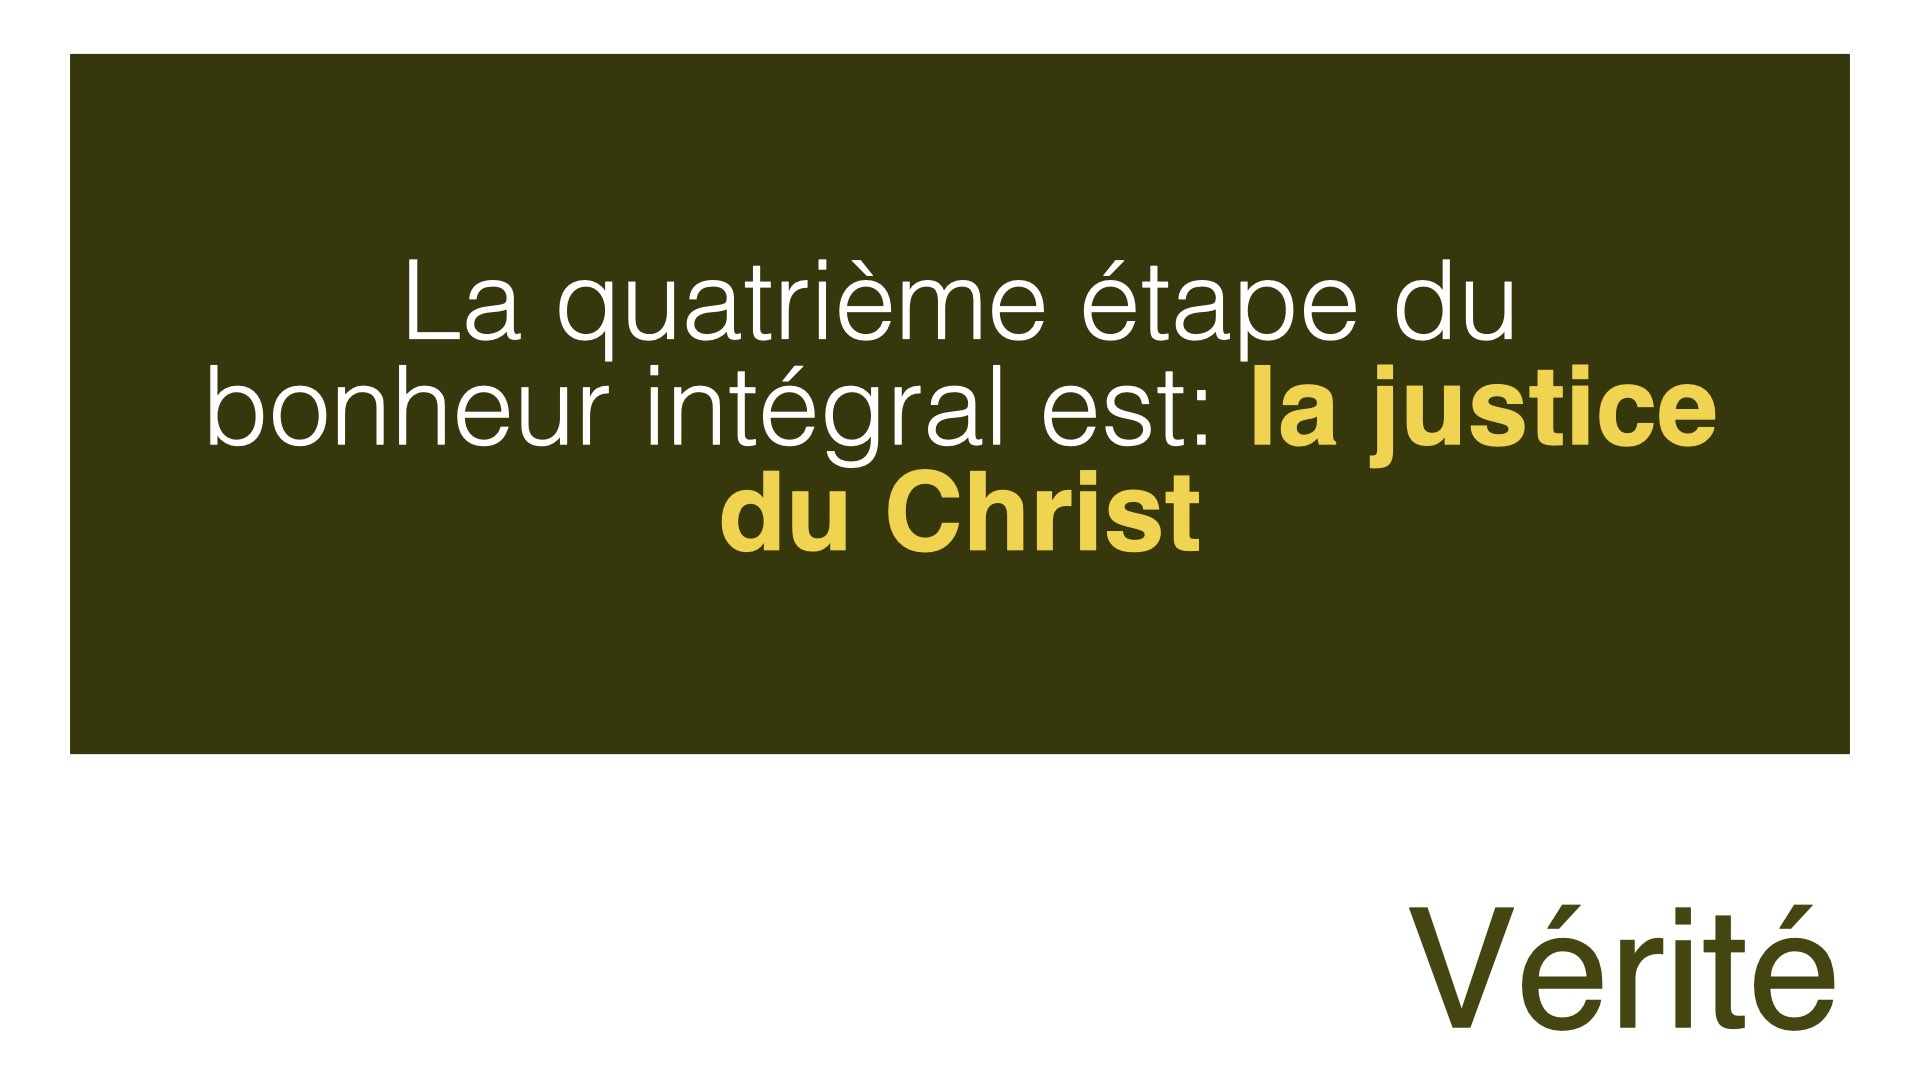 La quatrième étape du
bonheur intégral est: la justice
du Christ
Vérité